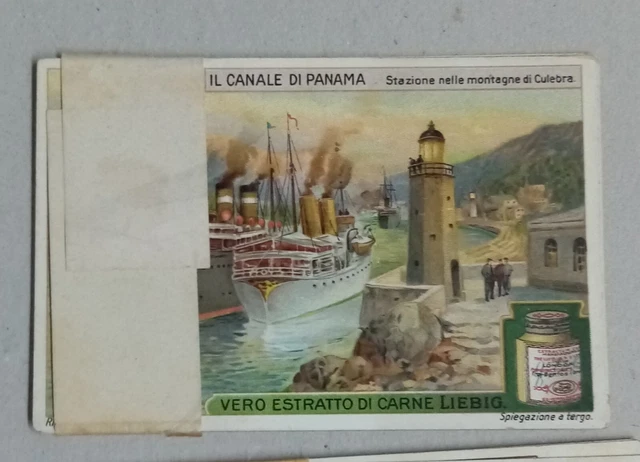 IL CANALE DI PANAMA
Stazione nelle montagne di Culebra.
VERO ESTRATTO DI CARNE LIEBIG.
Spiegazione a tergo.